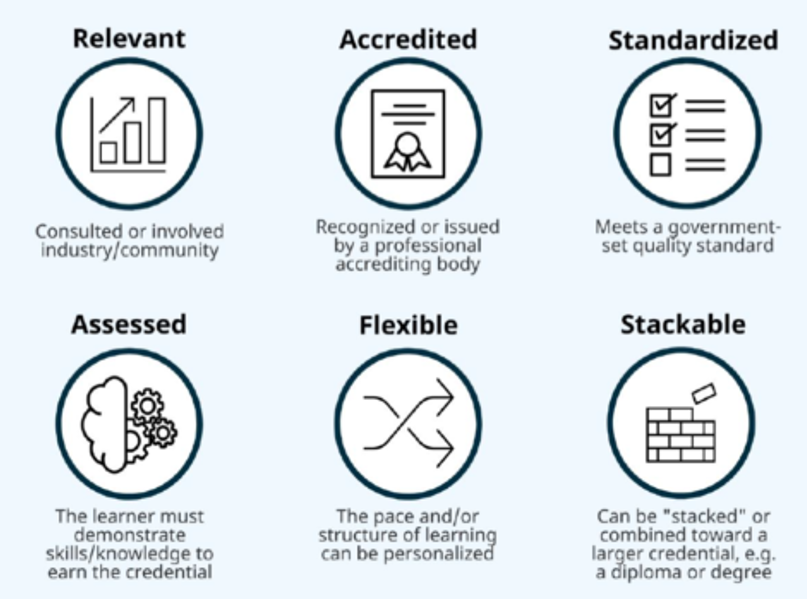 Relevant
Accredited
Standardized
Consulted or involved
industry/community
Recognized or issued
by a professional
accrediting body
Meets a government-
set quality standard
Assessed
Flexible
Stackable
The learner must
demonstrate
skills/knowledge to
earn the credential
The pace and/or
structure of learning
can be personalized
Can be "stacked" or
combined toward a
larger credential, e.g.
a diploma or degree